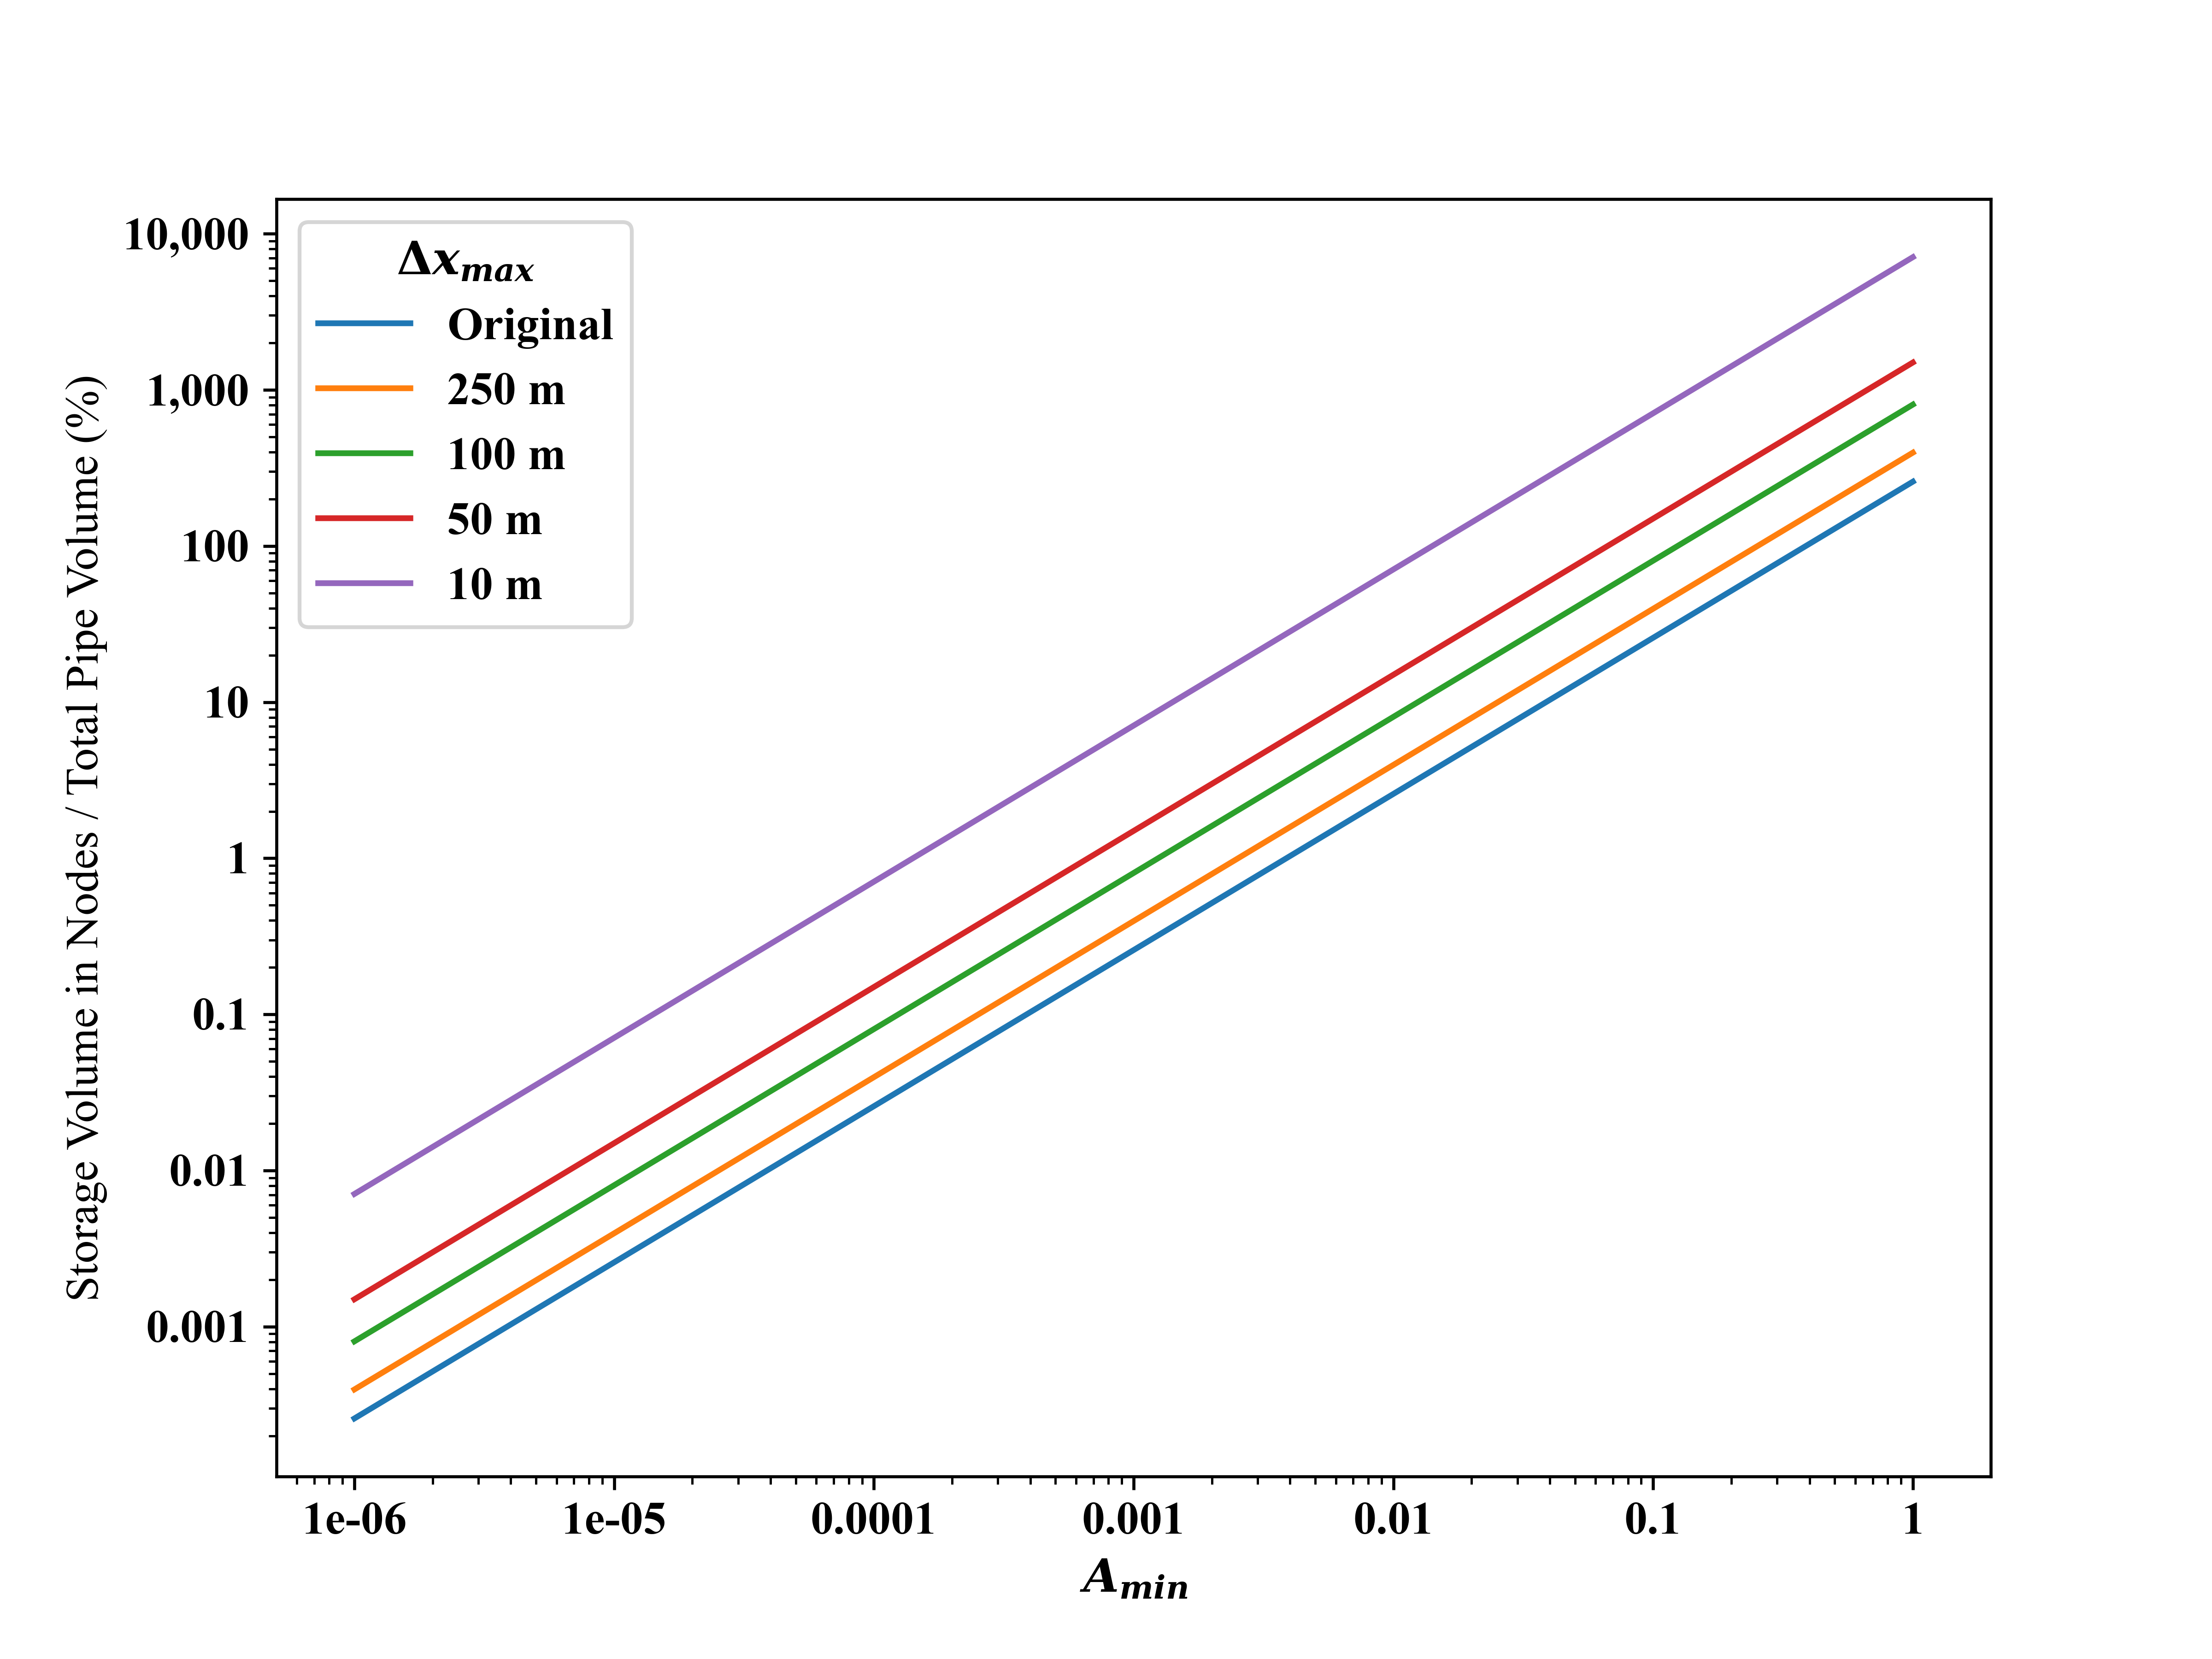 10,000
1,000
100
10
1
0.1
0.01
0.001
Storage Volume in Nodes / Total Pipe Volume (%)
Δx_max
Original
250 m
100 m
50 m
10 m
1e-06 1e-05 0.0001 0.001 0.01 0.1 1
A_min